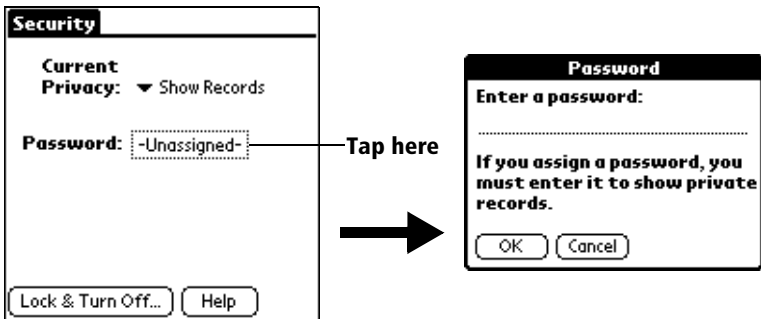 Security
Current
Privacy: Show Records
Password: -Unassigned-
Lock & Turn Off... Help
Tap here
Password
Enter a password:
If you assign a password, you
must enter it to show private
records.
OK Cancel